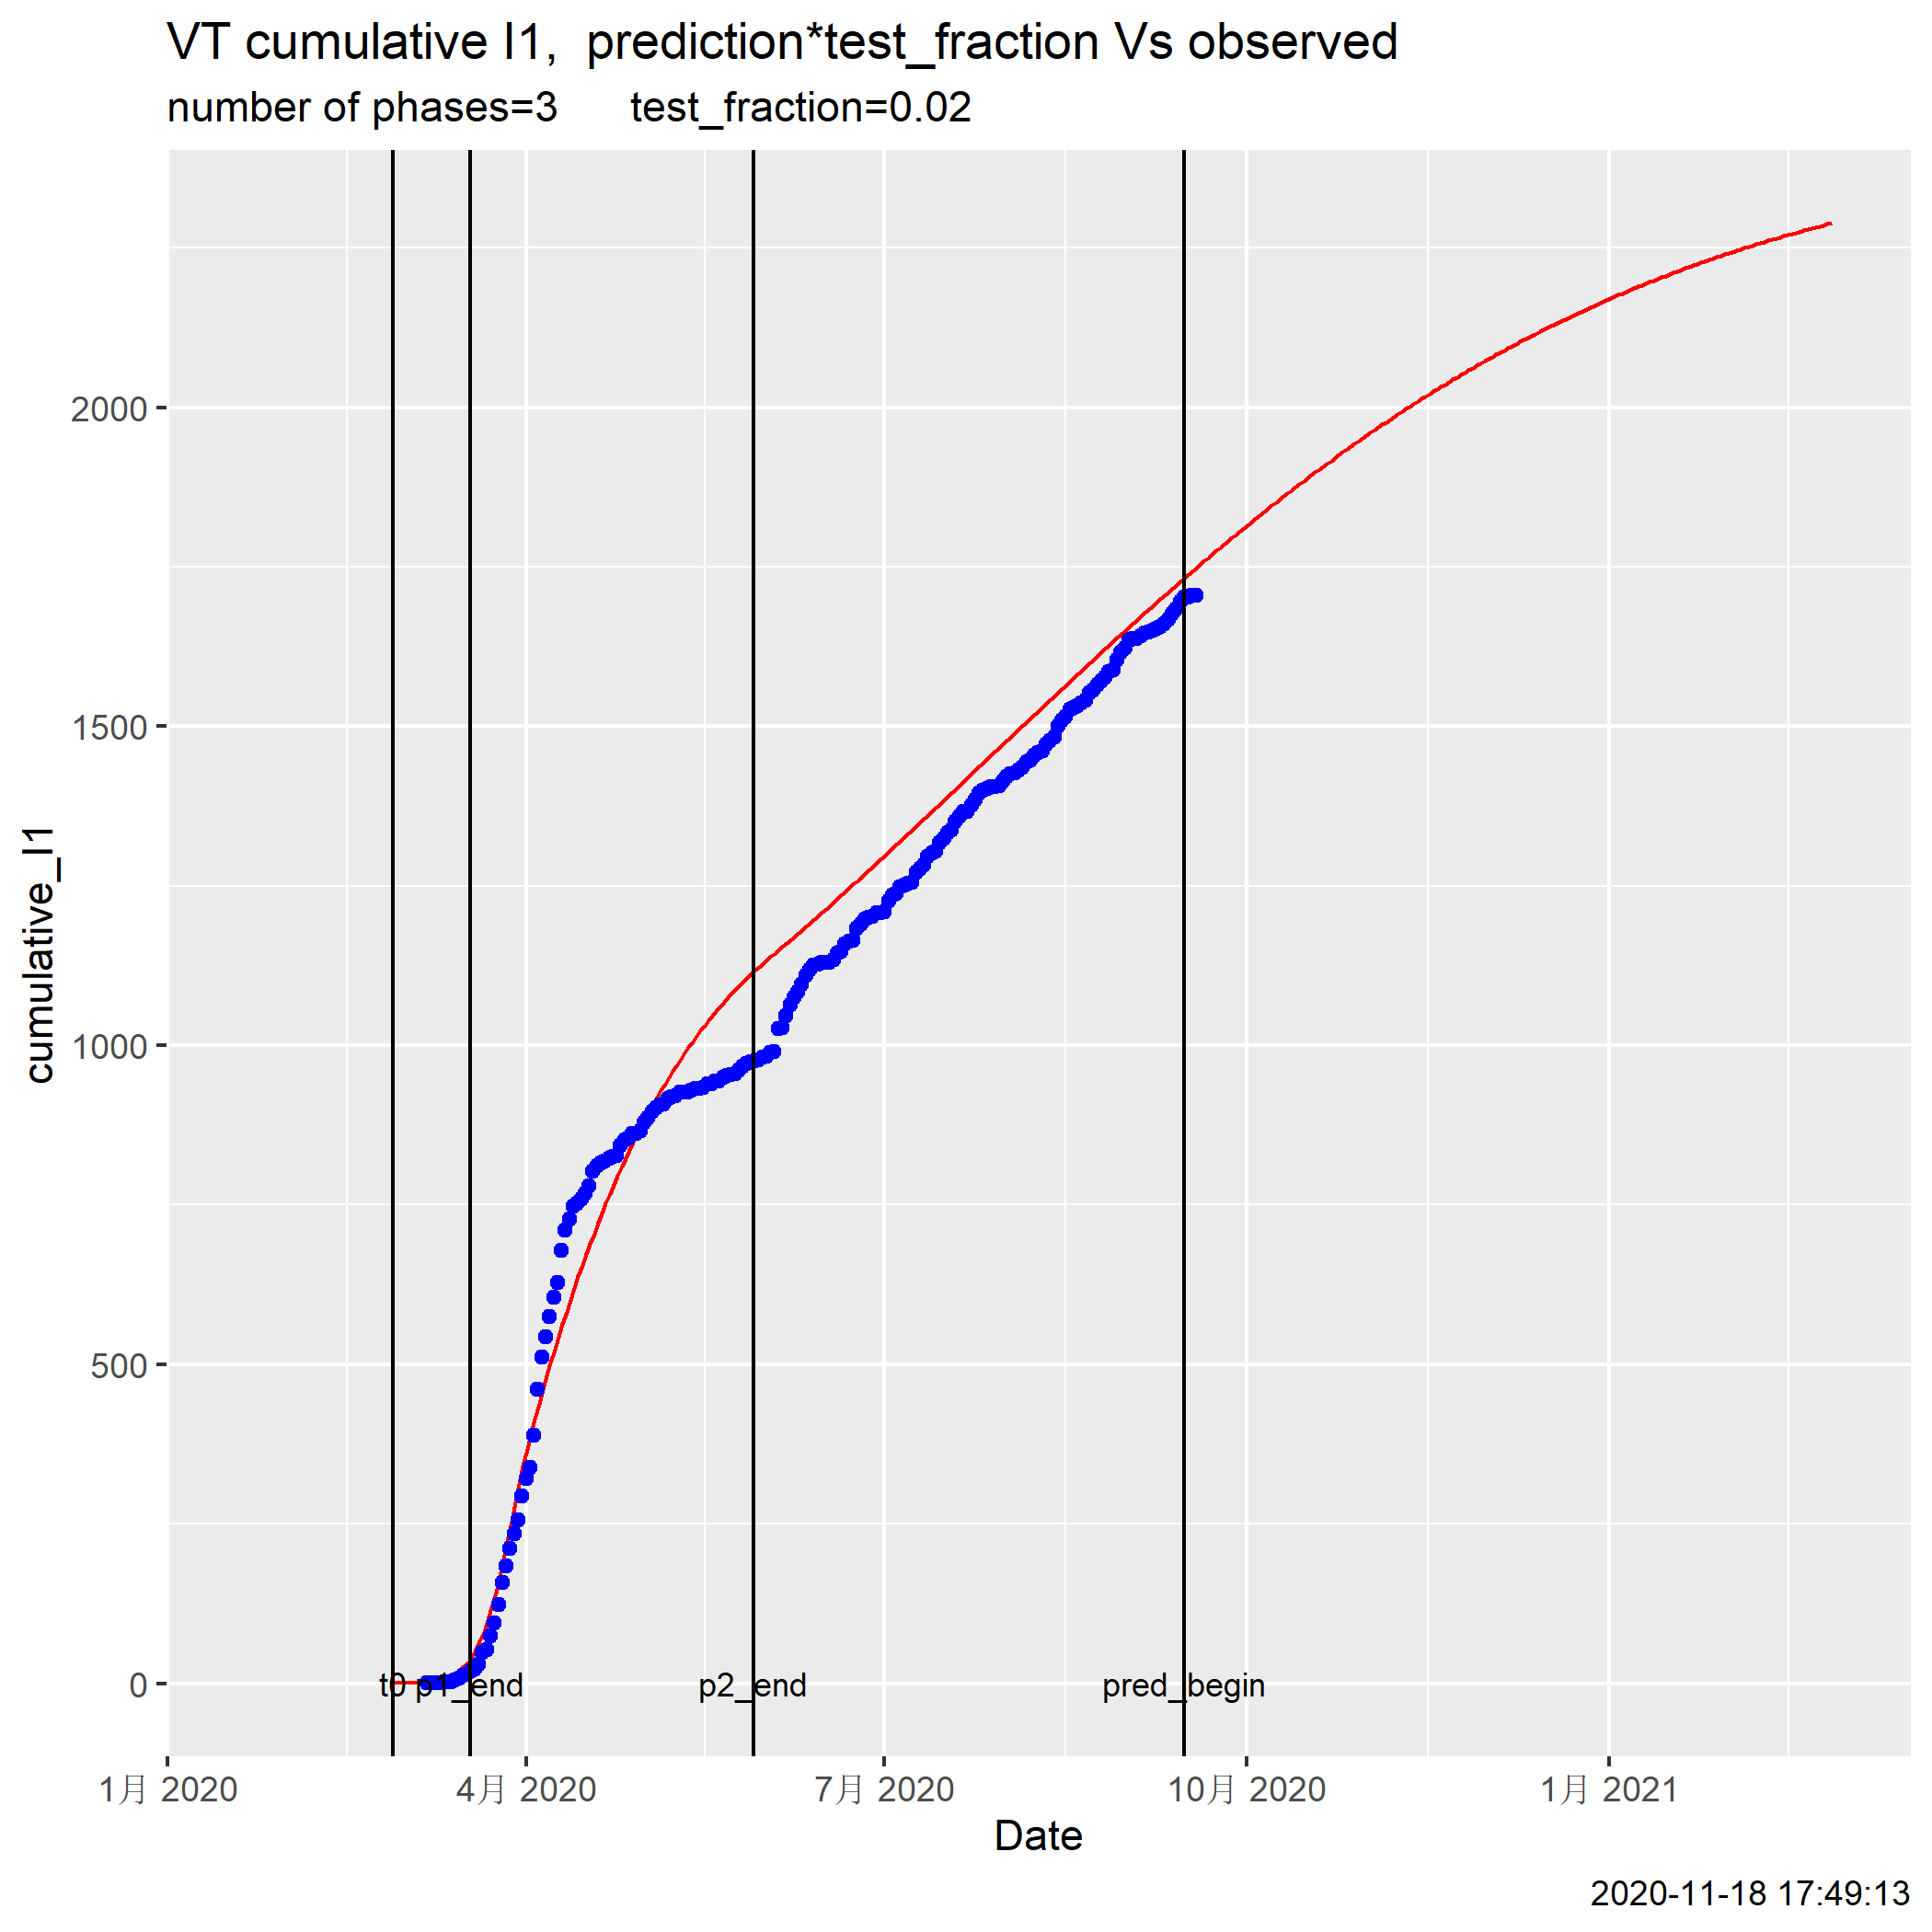 VT cumulative I1,  prediction*test_fraction Vs observed
number of phases=3      test_fraction=0.02
cumulative_I1
2000
1500
1000
500
0
t0 p1_end p2_end pred_begin
1月 2020 4月 2020 7月 2020 10月 2020 1月 2021
Date
2020-11-18 17:49:13